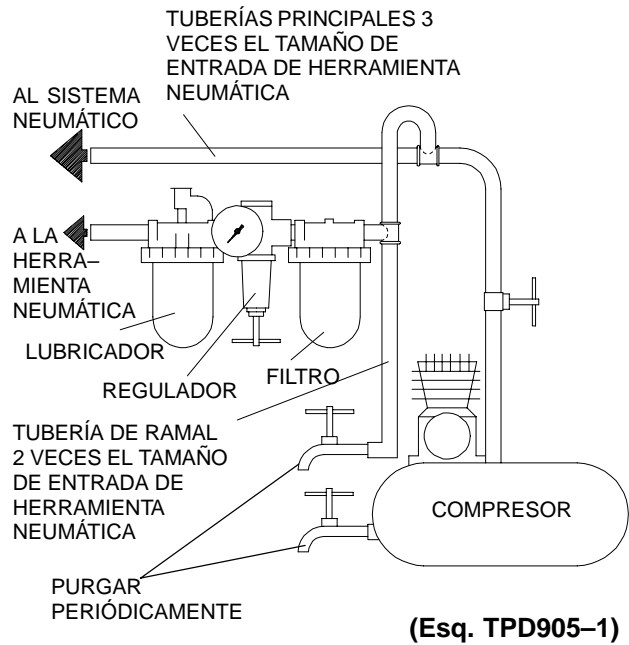 TUBERÍAS PRINCIPALES 3
VECES EL TAMAÑO DE
ENTRADA DE HERRAMIENTA
NEUMÁTICA
AL SISTEMA
NEUMÁTICO
A LA
HERRA–
MIENTA
NEUMÁTICA
LUBRICADOR
REGULADOR
FILTRO
TUBERÍA DE RAMAL
2 VECES EL TAMAÑO
DE ENTRADA DE
HERRAMIENTA
NEUMÁTICA
COMPRESOR
PURGAR
PERIÓDICAMENTE
(Esq. TPD905–1)